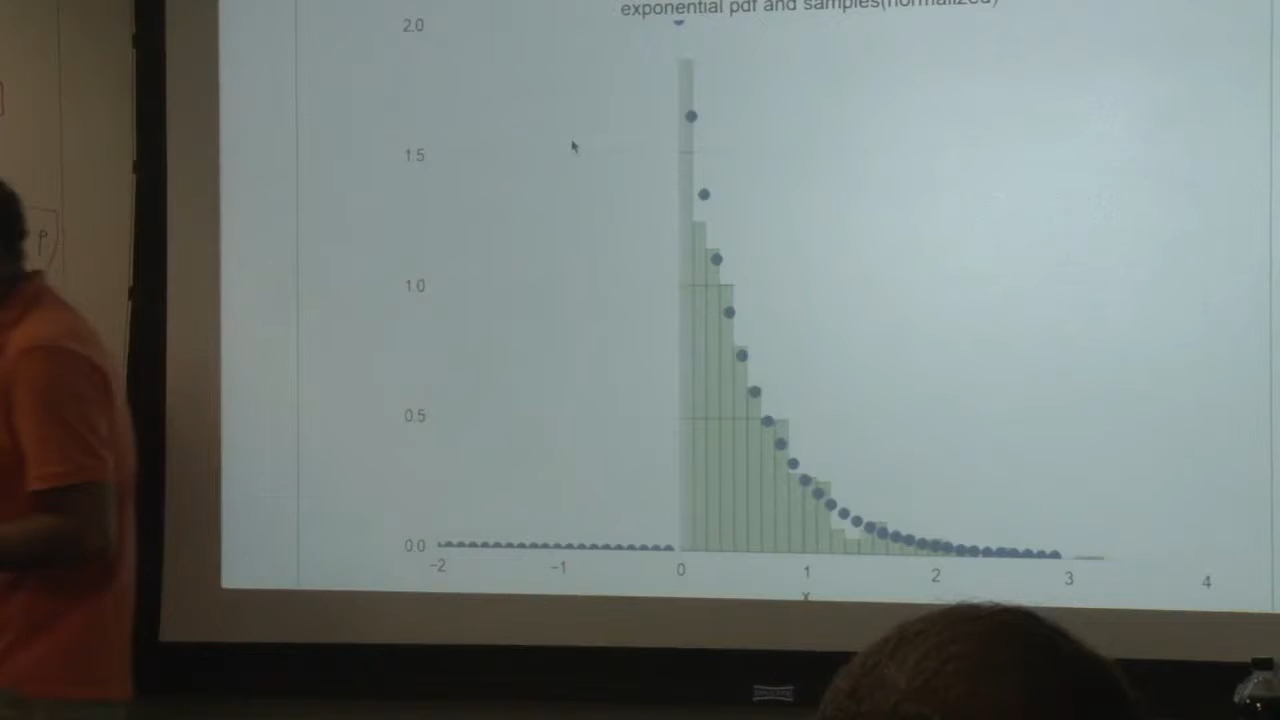 exponential pdf and samples(normalized)
2.0
1.5
1.0
0.5
0.0
−2 −1 0 1 2 3 4
x
P